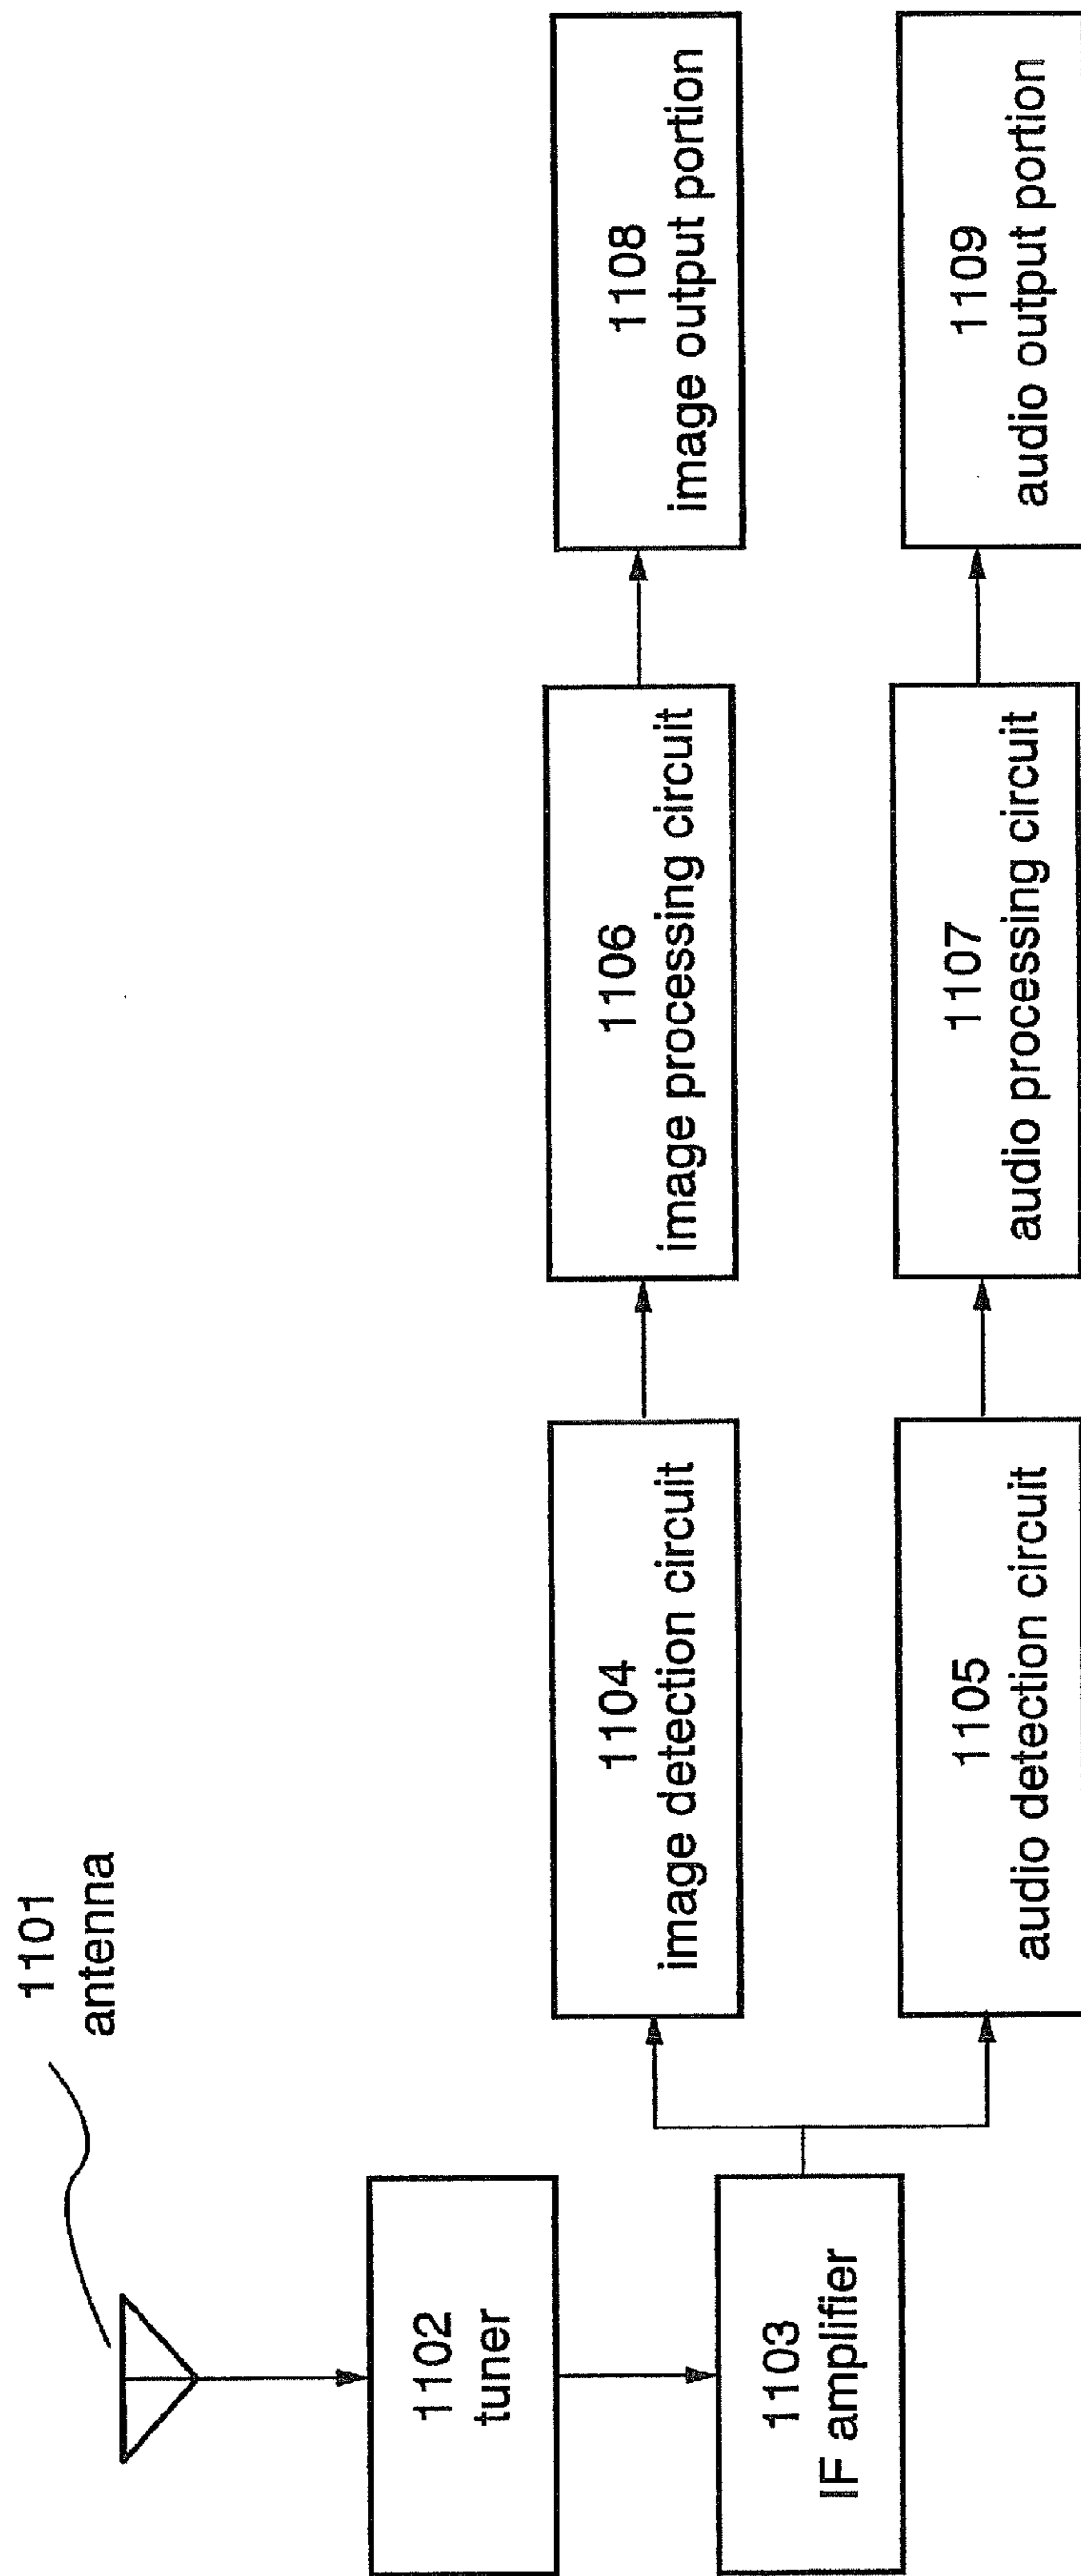 1101
antenna
1102
tuner
1103
IF amplifier
1104
image detection circuit
1106
image processing circuit
1108
image output portion
1105
audio detection circuit
1107
audio processing circuit
1109
audio output portion